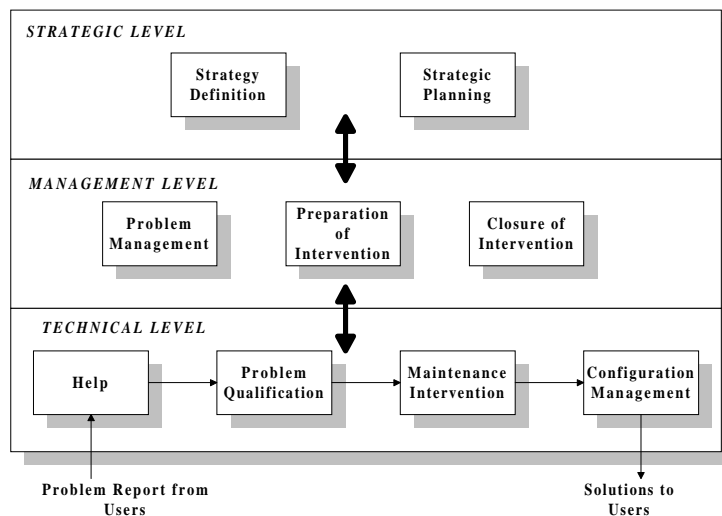 STRATEGIC LEVEL
Strategy
Definition
Strategic
Planning
MANAGEMENT LEVEL
Problem
Management
Preparation
of
Intervention
Closure of
Intervention
TECHNICAL LEVEL
Help
Problem
Qualification
Maintenance
Intervention
Configuration
Management
Problem Report from
Users
Solutions to
Users